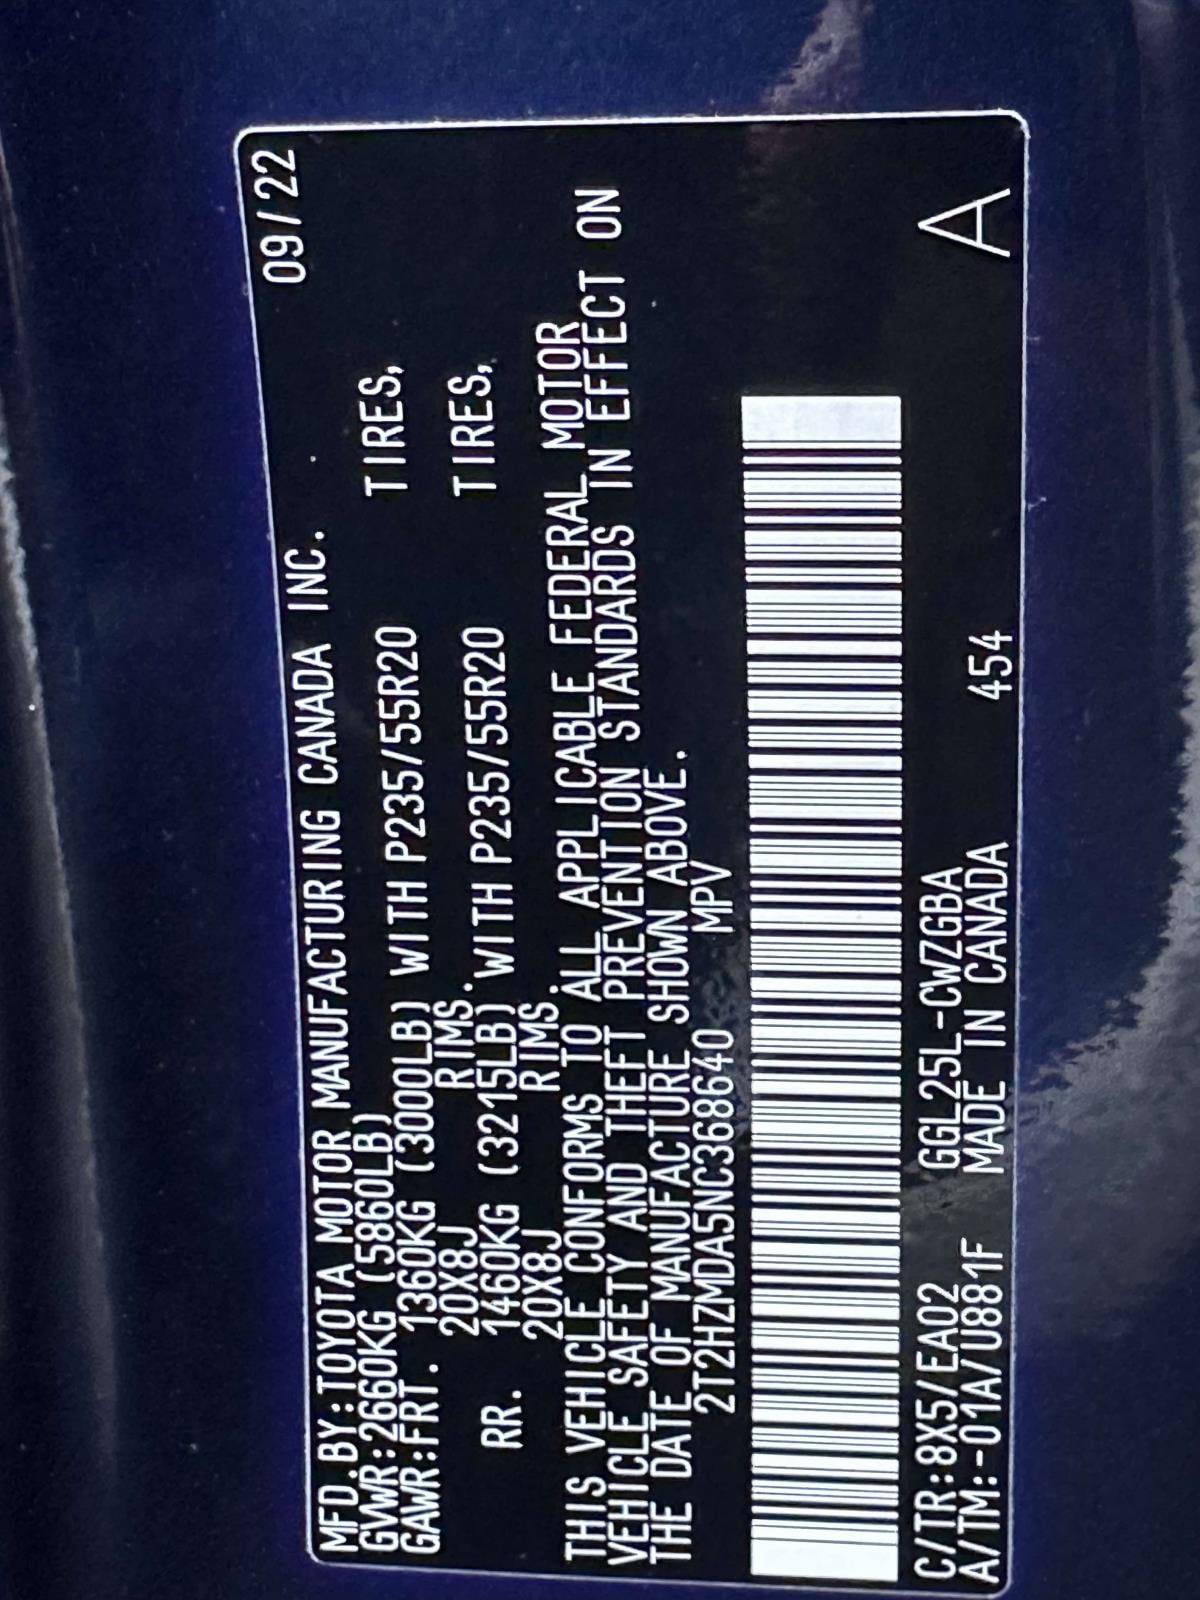 MFD.BY:TOYOTA MOTOR MANUFACTURING CANADA INC. 09/22
GVWR:2660KG (5860LB)
GAWR:FRT. 1360KG (3000LB) WITH P235/55R20 TIRES,
20X8J RIMS.
RR. 1460KG (3215LB) WITH P235/55R20 TIRES,
20X8J RIMS.
THIS VEHICLE CONFORMS TO ALL APPLICABLE FEDERAL MOTOR
VEHICLE SAFETY AND THEFT PREVENTION STANDARDS IN EFFECT ON
THE DATE OF MANUFACTURE SHOWN ABOVE.
2T2HZMDA5NC368640 MPV
C/TR:8X5/EA02 GGL25L-CWZGBA
A/TM:-01A/U881F MADE IN CANADA 454 A